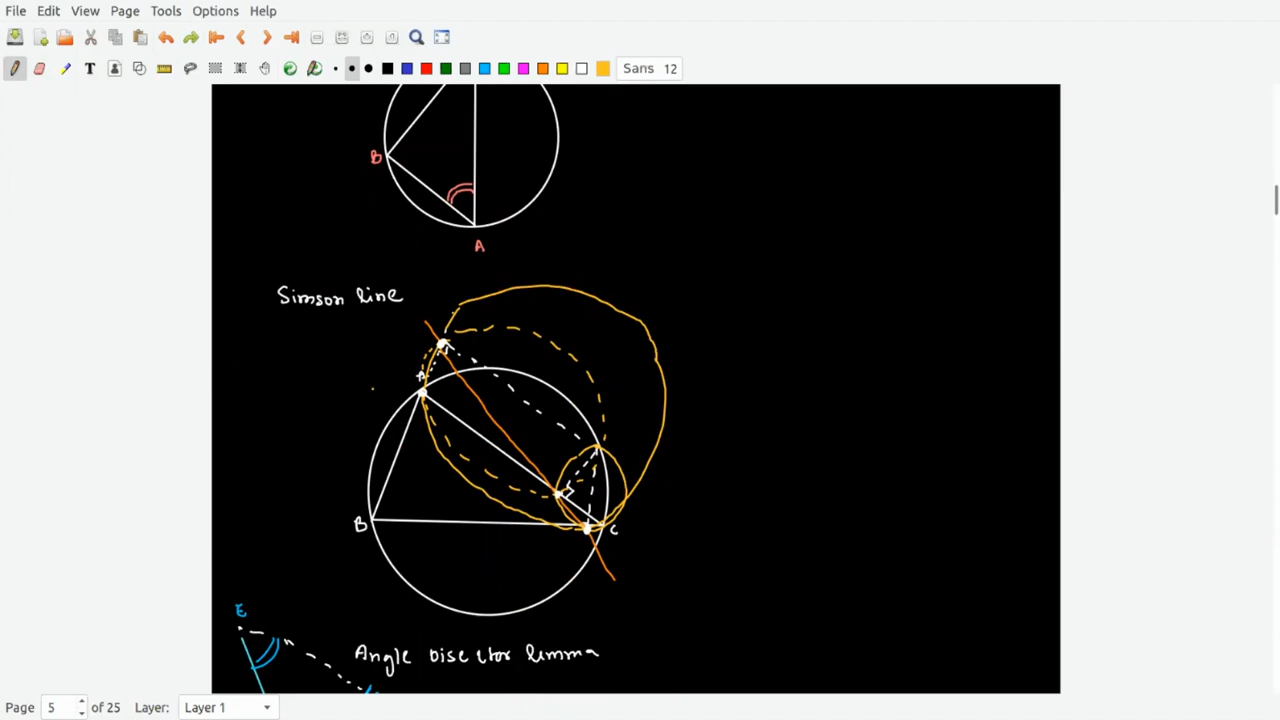 File Edit View Page Tools Options Help
Sans 12
B
A
Simson line
A
B
C
E
Angle bisector lemma
Page 5 of 25 Layer: Layer 1